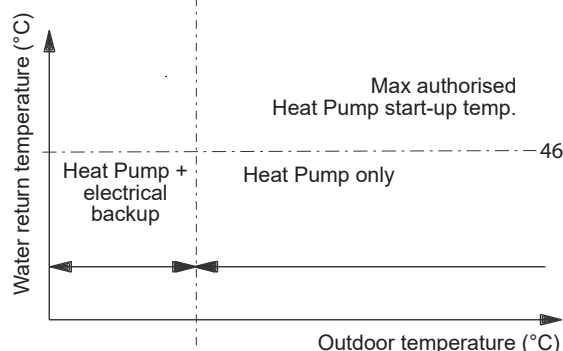 Water return temperature (°C)
Max authorised
Heat Pump start-up temp.
46
Heat Pump +
electrical
backup
Heat Pump only
Outdoor temperature (°C)